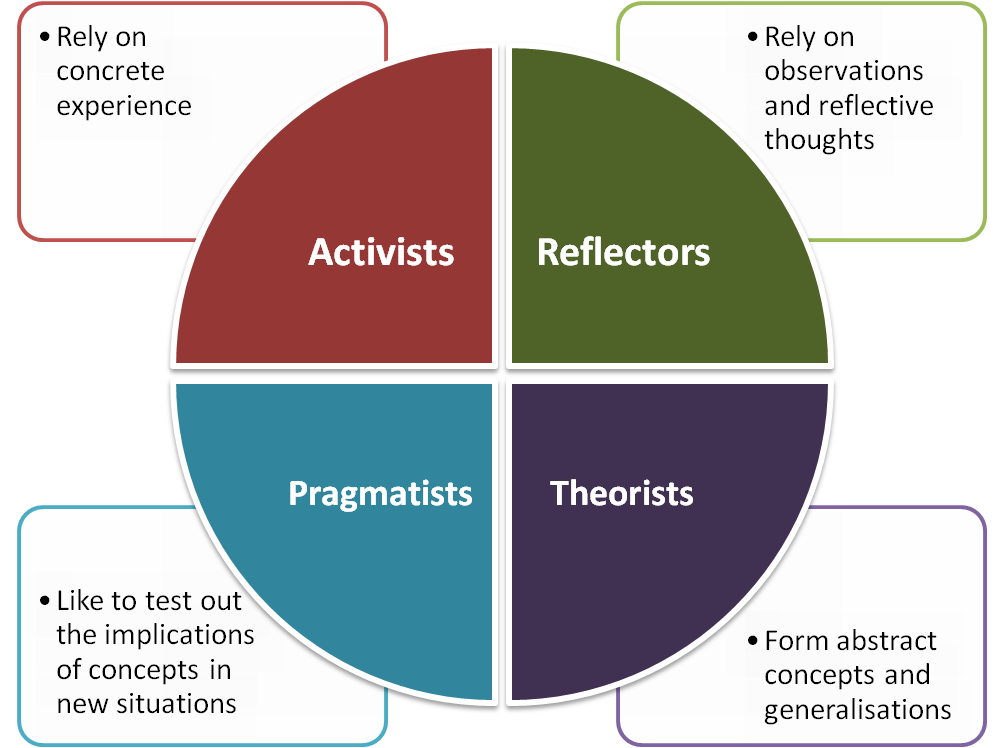 • Rely on
concrete
experience
• Rely on
observations
and reflective
thoughts
Activists
Reflectors
Pragmatists
Theorists
• Like to test out
the implications
of concepts in
new situations
• Form abstract
concepts and
generalisations